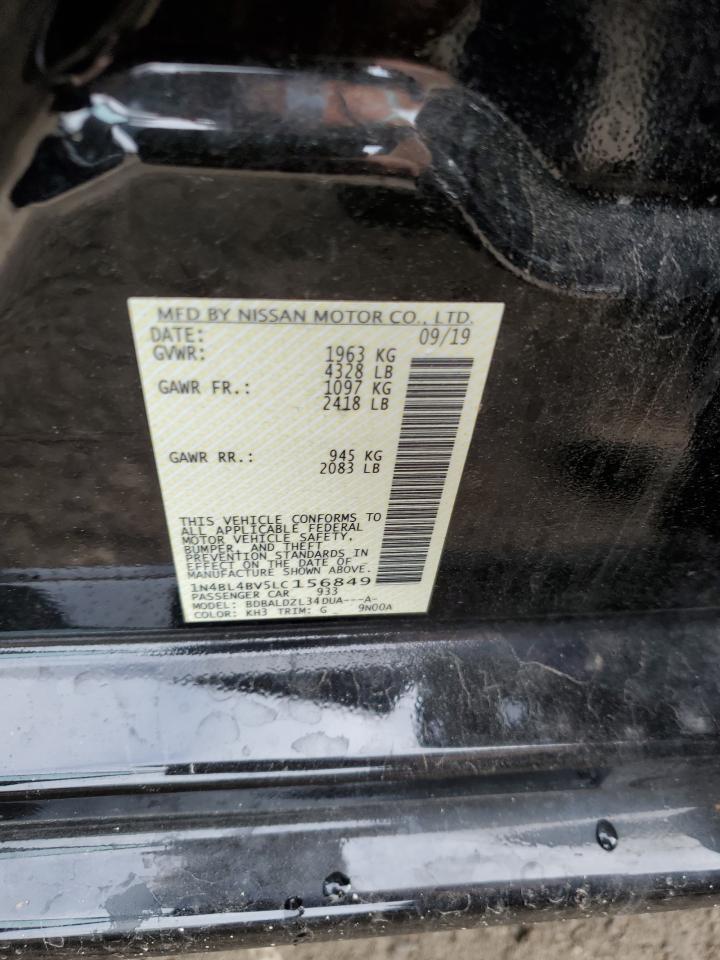 MFD BY NISSAN MOTOR CO., LTD.
DATE: 09/19
GVWR: 1963 KG
4328 LB
GAWR FR.: 1097 KG
2418 LB
GAWR RR.: 945 KG
2083 LB
THIS VEHICLE CONFORMS TO
ALL APPLICABLE FEDERAL
MOTOR VEHICLE SAFETY,
BUMPER, AND THEFT
PREVENTION STANDARDS IN
EFFECT ON THE DATE OF
MANUFACTURE SHOWN ABOVE.
1N4BL4BV5LC156849
PASSENGER CAR 933
MODEL: BDBALDZL34DUA---A-
COLOR: KH3 TRIM: G 9N00A